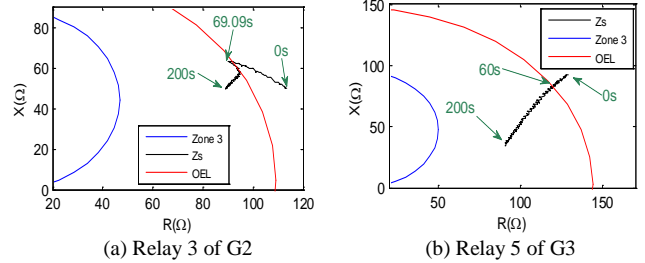 100
80
60
40
20
0
X(Ω)
69.09s
0s
200s
Zone 3
Zs
OEL
20 40 60 80 100 120
R(Ω)
(a) Relay 3 of G2
150
100
50
0
X(Ω)
Zs
Zone 3
OEL
60s
0s
200s
50 100 150
R(Ω)
(b) Relay 5 of G3